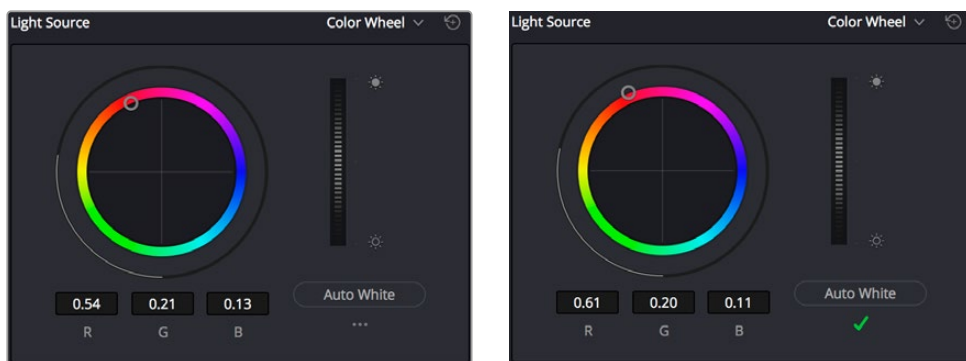 Light Source Color Wheel
0.54 0.21 0.13
R G B
Auto White
Light Source Color Wheel
0.61 0.20 0.11
R G B
Auto White